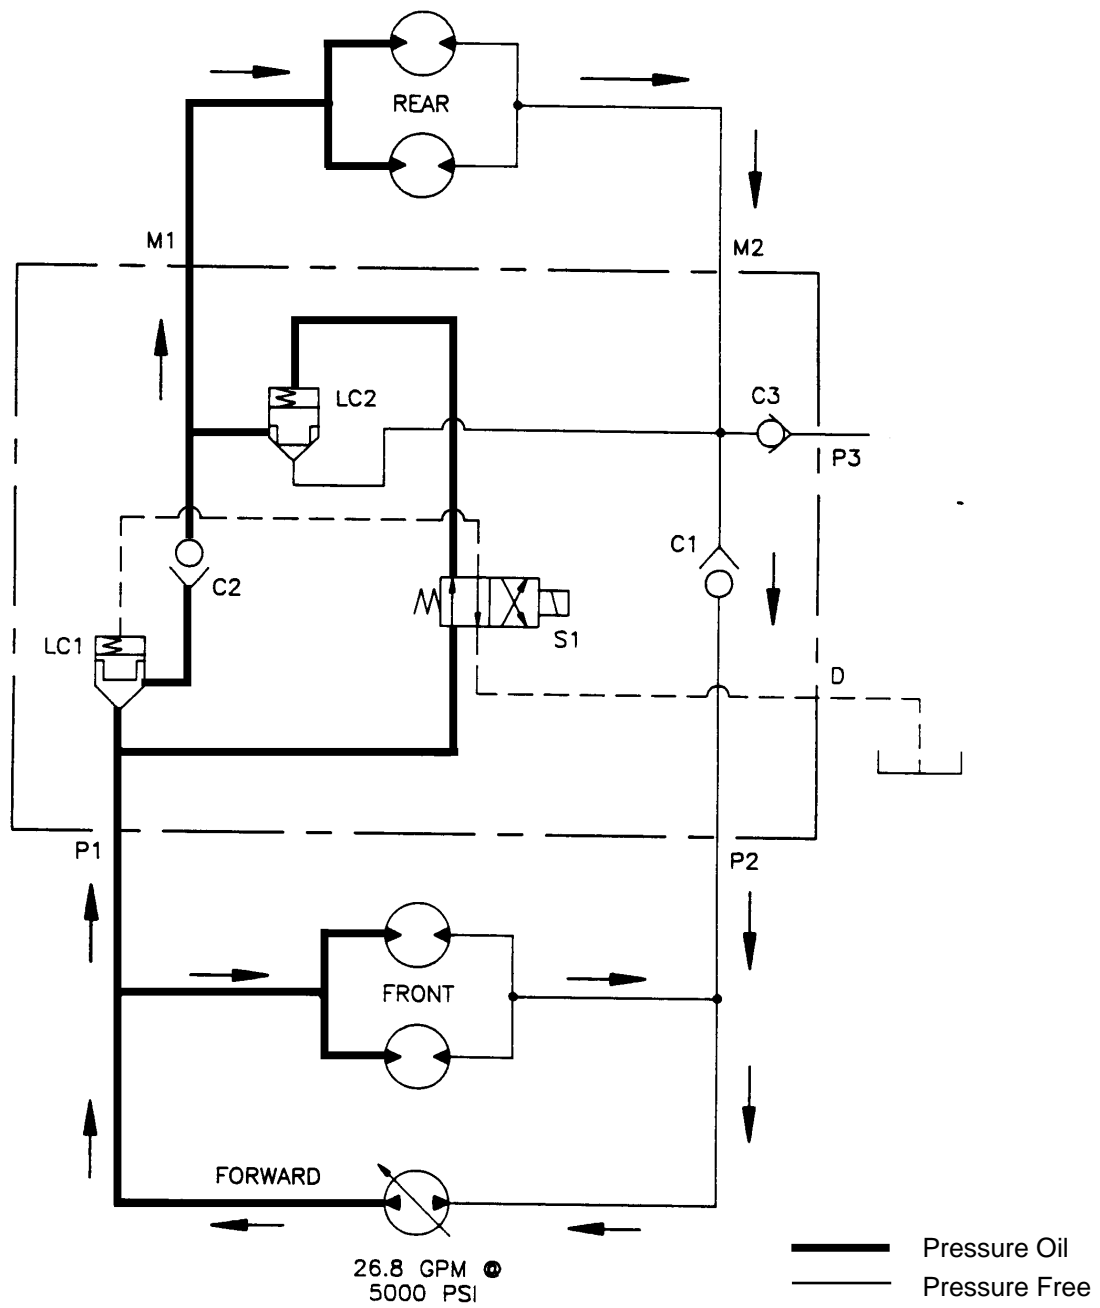 REAR
M1
M2
LC2
C3
P3
C1
C2
S1
LC1
D
P1
P2
FRONT
FORWARD
26.8 GPM @
5000 PSI
Pressure Oil
Pressure Free